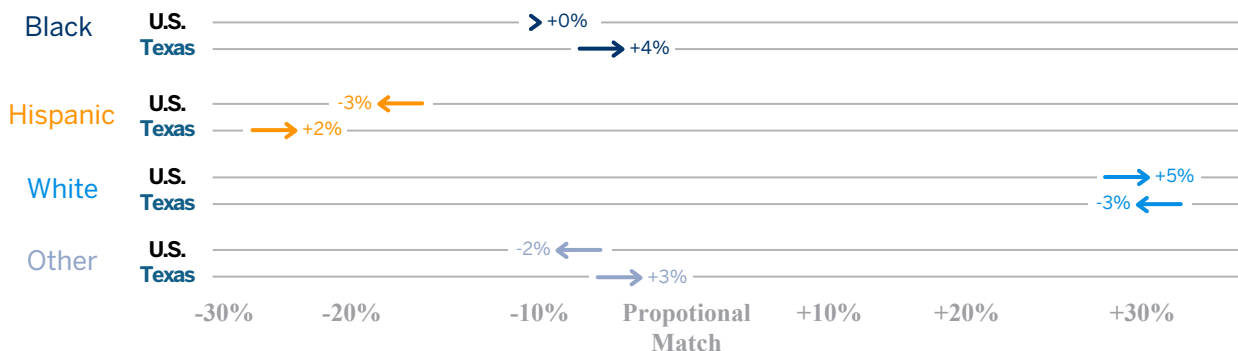 Black
U.S.
+0%
Texas
+4%
Hispanic
U.S.
-3%
Texas
+2%
White
U.S.
+5%
Texas
-3%
Other
U.S.
-2%
Texas
+3%
-30% -20% -10% Propotional +10% +20% +30%
Match